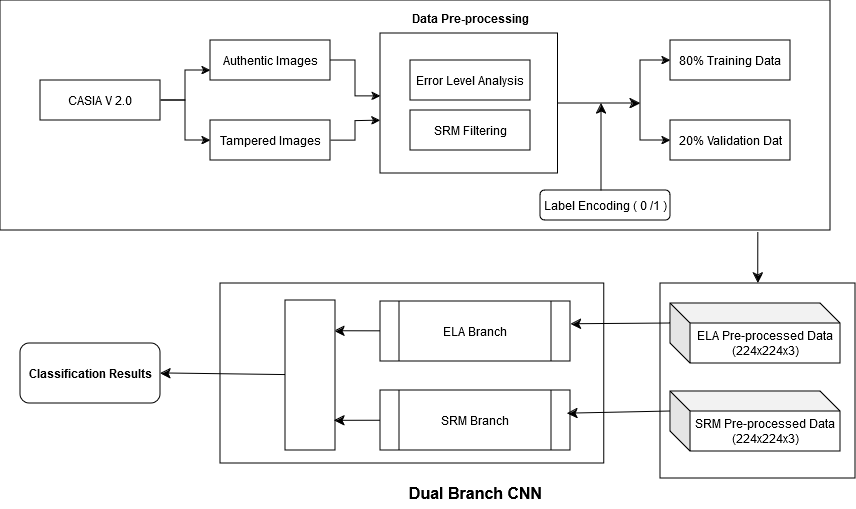 Data Pre-processing
Authentic Images
Error Level Analysis
80% Training Data
CASIA V 2.0
SRM Filtering
Tampered Images
20% Validation Dat
Label Encoding ( 0 /1 )
ELA Branch
ELA Pre-processed Data
(224x224x3)
Classification Results
SRM Branch
SRM Pre-processed Data
(224x224x3)
Dual Branch CNN